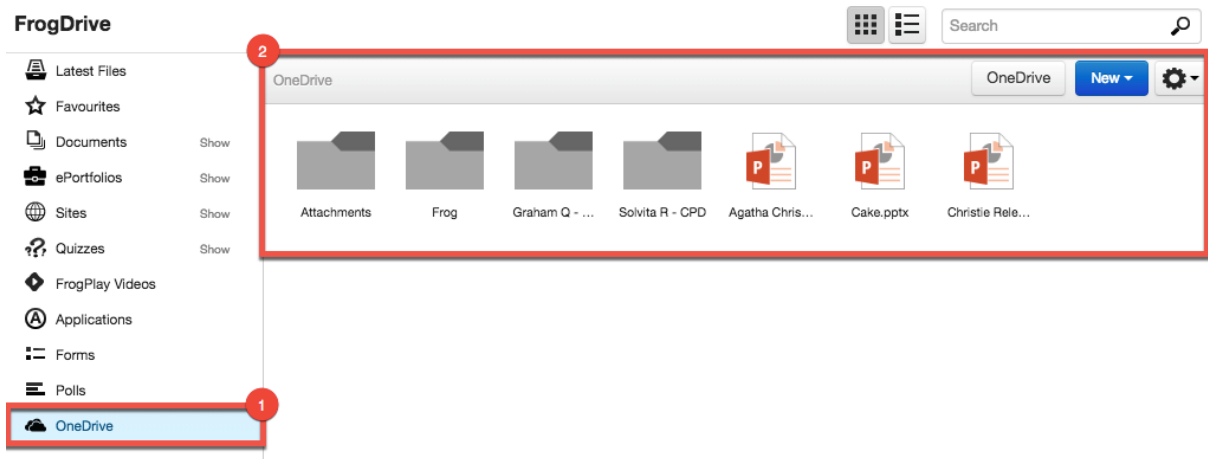 FrogDrive
Search
2
Latest Files
OneDrive
OneDrive
New
Favourites
Documents Show
ePortfolios Show
Sites Show
Quizzes Show
FrogPlay Videos
Applications
Forms
Polls
1
OneDrive
Attachments
Frog
Graham Q - ...
Solvita R - CPD
Agatha Chris...
Cake.pptx
Christie Rele...